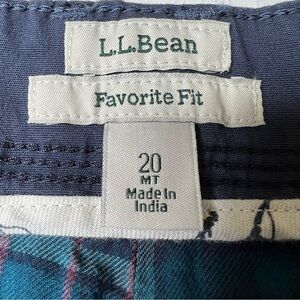 L.L.Bean
Favorite Fit
20
MT
Made In
India